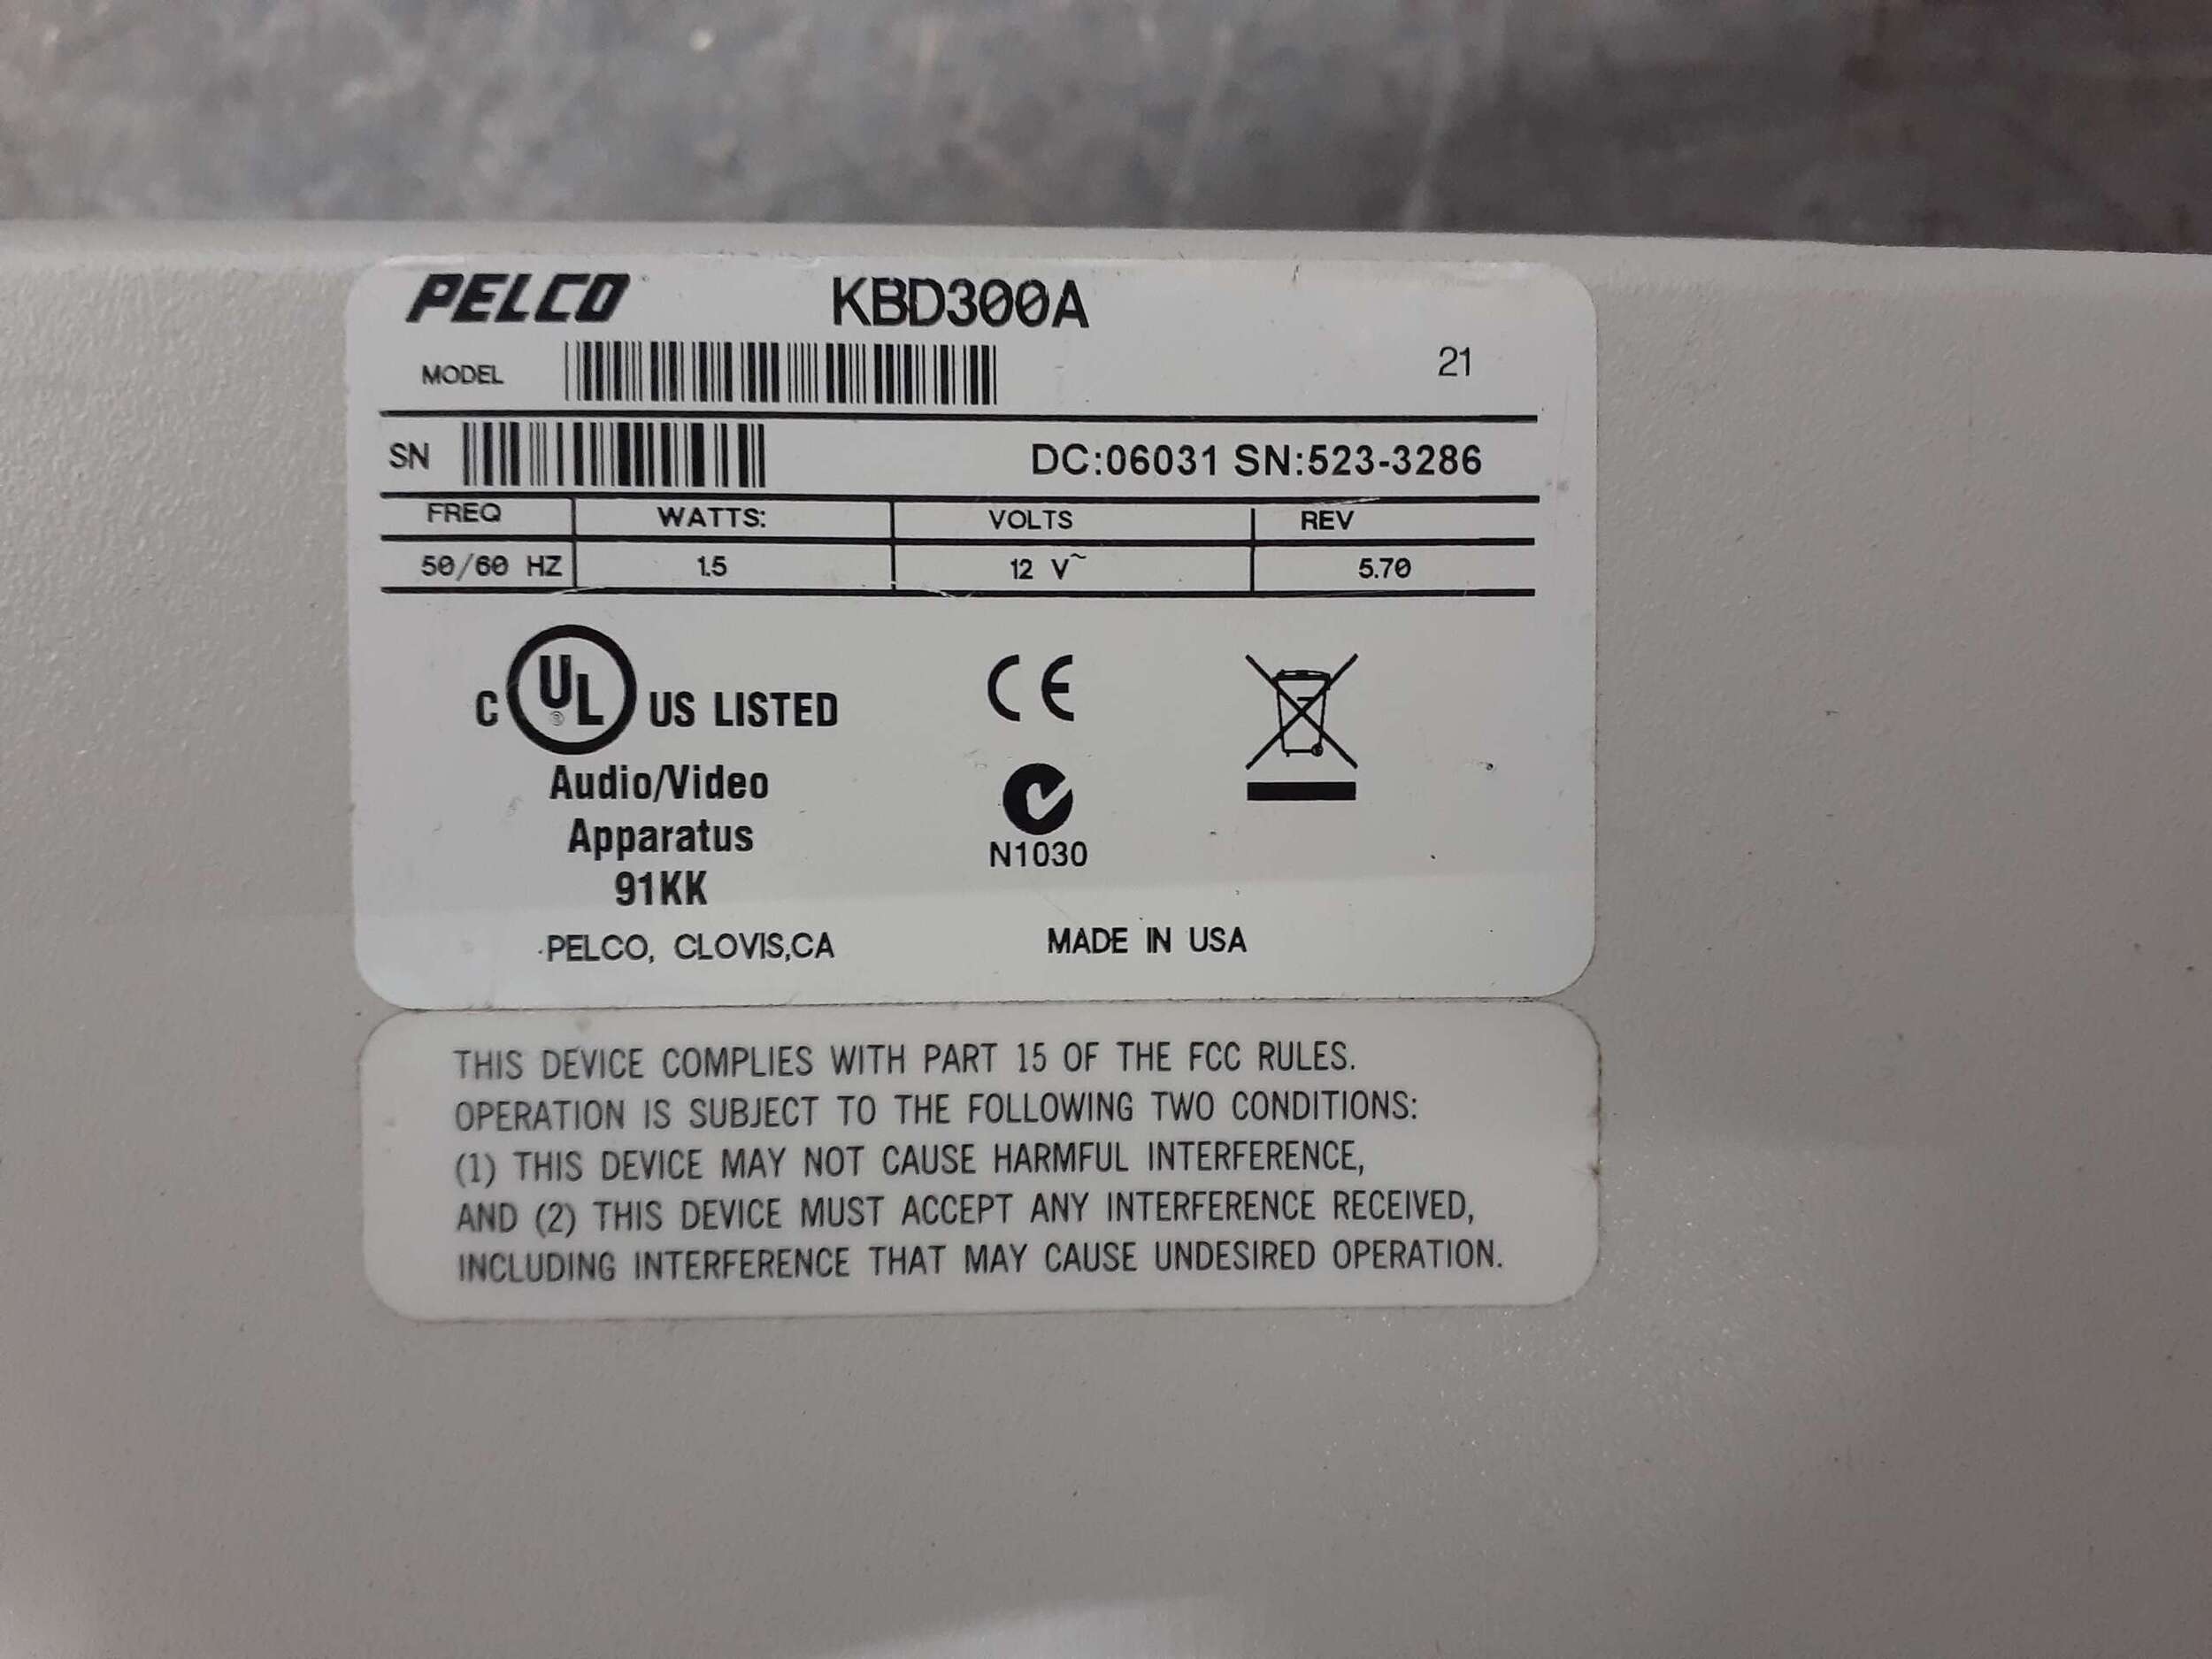 PELCO KBD300A
MODEL 21
SN DC:06031 SN:523-3286
FREQ WATTS: VOLTS REV
50/60 HZ 1.5 12 V~ 5.70
C UL ® US LISTED
CE
Audio/Video
Apparatus
91KK
N1030
PELCO, CLOVIS,CA MADE IN USA
THIS DEVICE COMPLIES WITH PART 15 OF THE FCC RULES.
OPERATION IS SUBJECT TO THE FOLLOWING TWO CONDITIONS:
(1) THIS DEVICE MAY NOT CAUSE HARMFUL INTERFERENCE,
AND (2) THIS DEVICE MUST ACCEPT ANY INTERFERENCE RECEIVED,
INCLUDING INTERFERENCE THAT MAY CAUSE UNDESIRED OPERATION.